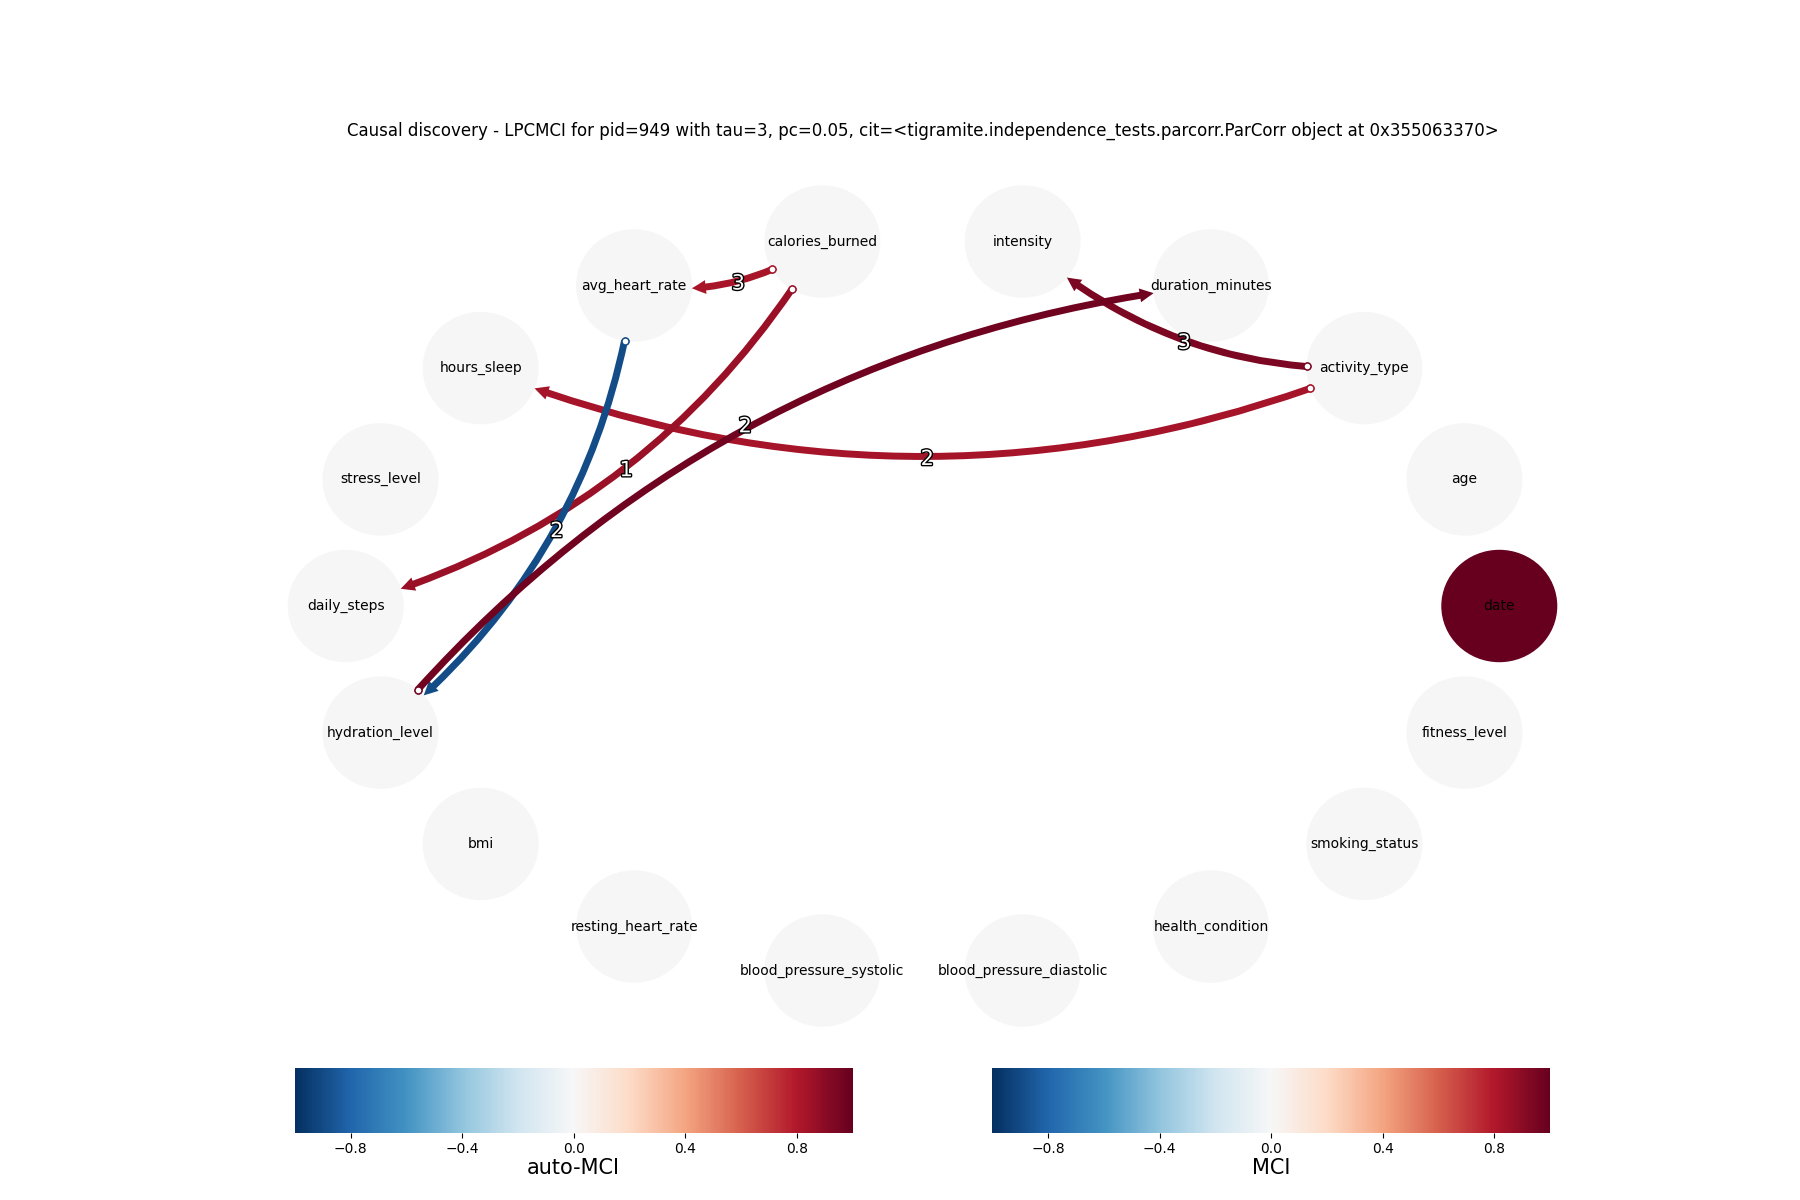 Causal discovery - LPCMCI for pid=949 with tau=3, pc=0.05, cit=<tigramite.independence_tests.parcorr.ParCorr object at 0x355063370>
calories_burned
intensity
avg_heart_rate
3
duration_minutes
3
hours_sleep
activity_type
2
2
1
stress_level
age
2
daily_steps
date
hydration_level
fitness_level
bmi
smoking_status
resting_heart_rate
health_condition
blood_pressure_systolic
blood_pressure_diastolic
−0.8 −0.4 0.0 0.4 0.8
auto-MCI
−0.8 −0.4 0.0 0.4 0.8
MCI